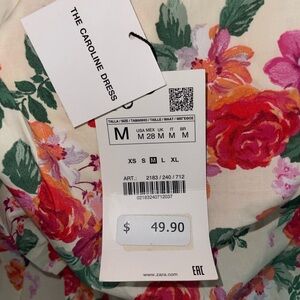 THE CAROLINE DRESS
TALLA / SIZE / TAMANHO / TAILLE / MAAT /
M
USA MEX UK IT BR
M 28 M M M
XS S M L XL
ART.: 2183 / 240 / 712
02183240712037
$ 49.90
www.zara.com
EAC